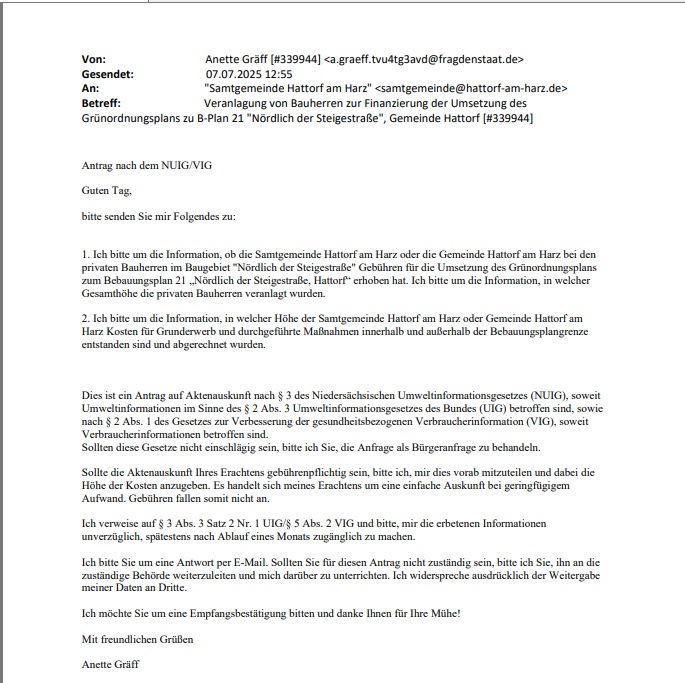 Von: Anette Gräff [#339944] <a.graeff.tvu4tg3avd@fragdenstaat.de>
Gesendet: 07.07.2025 12:55
An: "Samtgemeinde Hattorf am Harz" <samtgemeinde@hattorf-am-harz.de>
Betreff: Veranlagung von Bauherren zur Finanzierung der Umsetzung des
Grünordnungsplans zu B-Plan 21 "Nördlich der Steigestraße", Gemeinde Hattorf [#339944]
Antrag nach dem NUIG/VIG
Guten Tag,
bitte senden Sie mir Folgendes zu:
1. Ich bitte um die Information, ob die Samtgemeinde Hattorf am Harz oder die Gemeinde Hattorf am Harz bei den
privaten Bauherren im Baugebiet "Nördlich der Steigestraße" Gebühren für die Umsetzung des Grünordnungsplans
zum Bebauungsplan 21 „Nördlich der Steigestraße, Hattorf“ erhoben hat. Ich bitte um die Information, in welcher
Gesamthöhe die privaten Bauherren veranlagt wurden.
2. Ich bitte um die Information, in welcher Höhe der Samtgemeinde Hattorf am Harz oder Gemeinde Hattorf am
Harz Kosten für Grunderwerb und durchgeführte Maßnahmen innerhalb und außerhalb der Bebauungsplangrenze
entstanden sind und abgerechnet wurden.
Dies ist ein Antrag auf Aktenauskunft nach § 3 des Niedersächsischen Umweltinformationsgesetzes (NUIG), soweit
Umweltinformationen im Sinne des § 2 Abs. 3 Umweltinformationsgesetzes des Bundes (UIG) betroffen sind, sowie
nach § 2 Abs. 1 des Gesetzes zur Verbesserung der gesundheitsbezogenen Verbraucherinformation (VIG), soweit
Verbraucherinformationen betroffen sind.
Sollten diese Gesetze nicht einschlägig sein, bitte ich Sie, die Anfrage als Bürgeranfrage zu behandeln.
Sollte die Aktenauskunft Ihres Erachtens gebührenpflichtig sein, bitte ich, mir dies vorab mitzuteilen und dabei die
Höhe der Kosten anzugeben. Es handelt sich meines Erachtens um eine einfache Auskunft bei geringfügigem
Aufwand. Gebühren fallen somit nicht an.
Ich verweise auf § 3 Abs. 3 Satz 2 Nr. 1 UIG/§ 5 Abs. 2 VIG und bitte, mir die erbetenen Informationen
unverzüglich, spätestens nach Ablauf eines Monats zugänglich zu machen.
Ich bitte Sie um eine Antwort per E-Mail. Sollten Sie für diesen Antrag nicht zuständig sein, bitte ich Sie, ihn an die
zuständige Behörde weiterzuleiten und mich darüber zu unterrichten. Ich widerspreche ausdrücklich der Weitergabe
meiner Daten an Dritte.
Ich möchte Sie um eine Empfangsbestätigung bitten und danke Ihnen für Ihre Mühe!
Mit freundlichen Grüßen
Anette Gräff